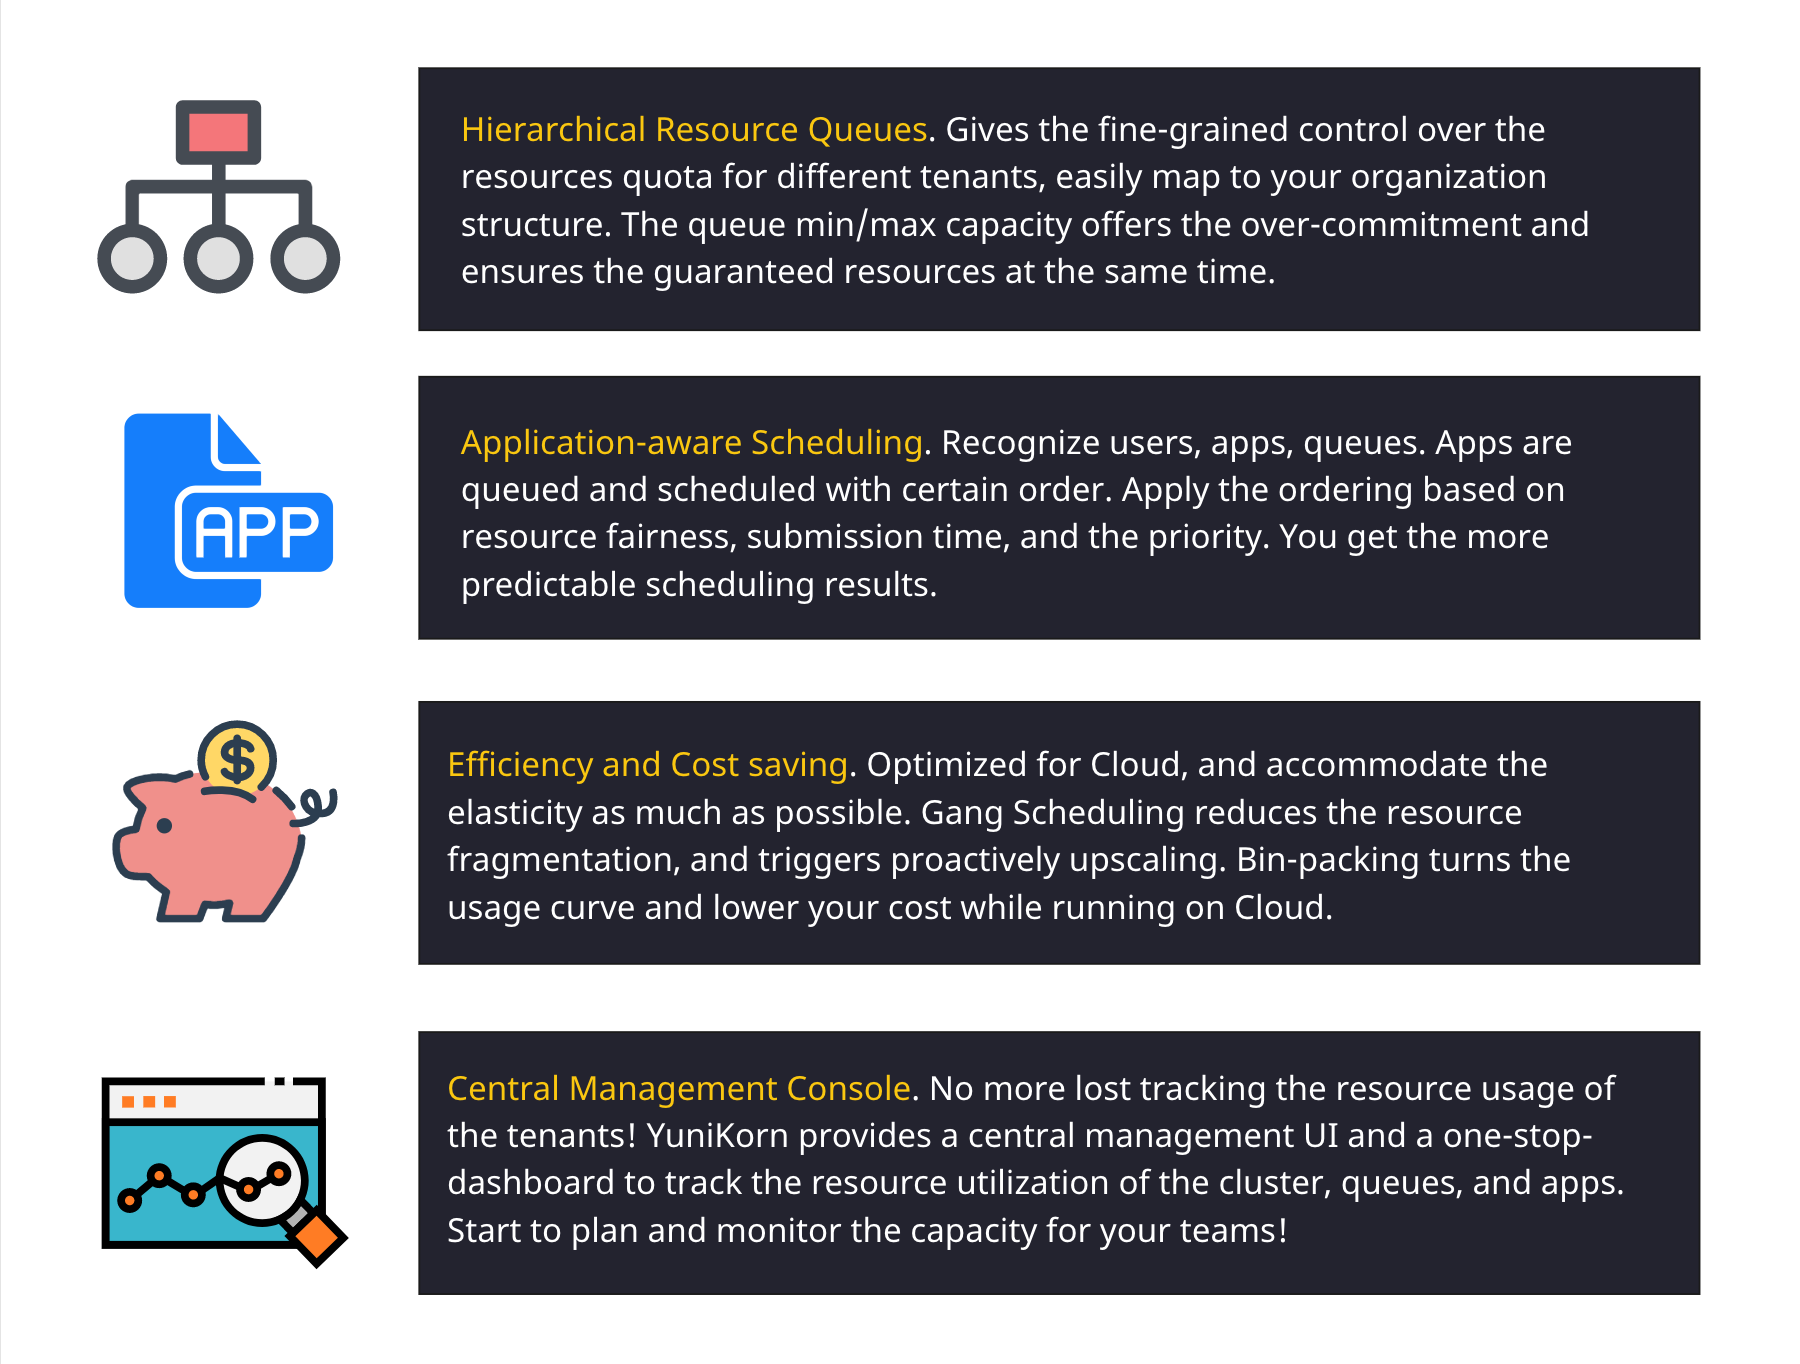 Hierarchical Resource Queues. Gives the fine-grained control over the
resources quota for different tenants, easily map to your organization
structure. The queue min/max capacity offers the over-commitment and
ensures the guaranteed resources at the same time.
APP
Application-aware Scheduling. Recognize users, apps, queues. Apps are
queued and scheduled with certain order. Apply the ordering based on
resource fairness, submission time, and the priority. You get the more
predictable scheduling results.
$
Efficiency and Cost saving. Optimized for Cloud, and accommodate the
elasticity as much as possible. Gang Scheduling reduces the resource
fragmentation, and triggers proactively upscaling. Bin-packing turns the
usage curve and lower your cost while running on Cloud.
Central Management Console. No more lost tracking the resource usage of
the tenants! YuniKorn provides a central management UI and a one-stop-
dashboard to track the resource utilization of the cluster, queues, and apps.
Start to plan and monitor the capacity for your teams!